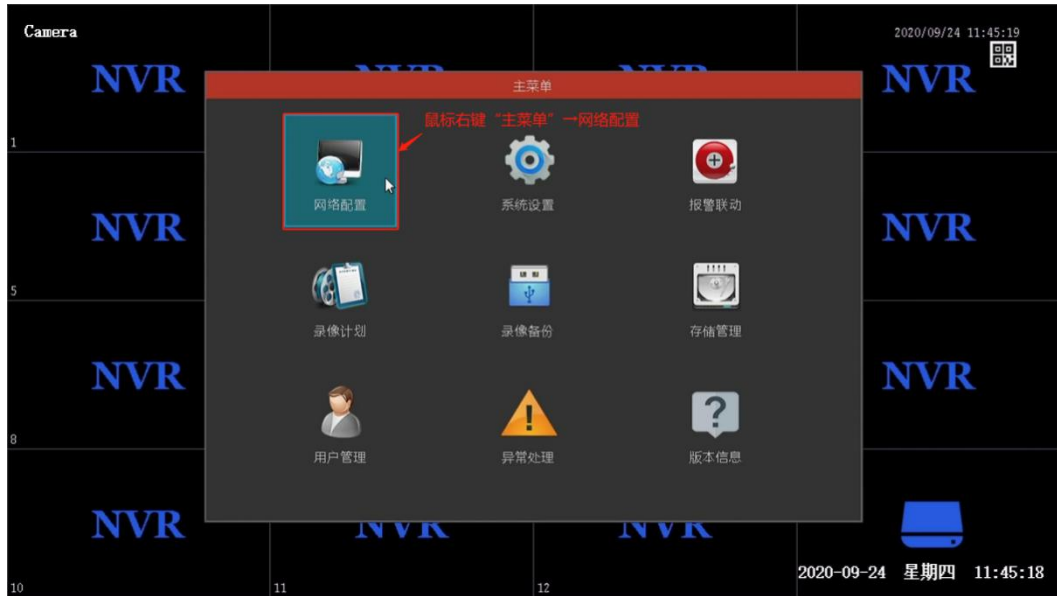 Camera
2020/09/24 11:45:19
NVR NVR NVR NVR
主菜单
鼠标右键“主菜单”→网络配置
1
网络配置 系统设置 报警联动
NVR NVR
5
录像计划 录像备份 存储管理
NVR NVR
8
用户管理 异常处理 版本信息
NVR NVR NVR
2020-09-24 星期四 11:45:18
10 11 12